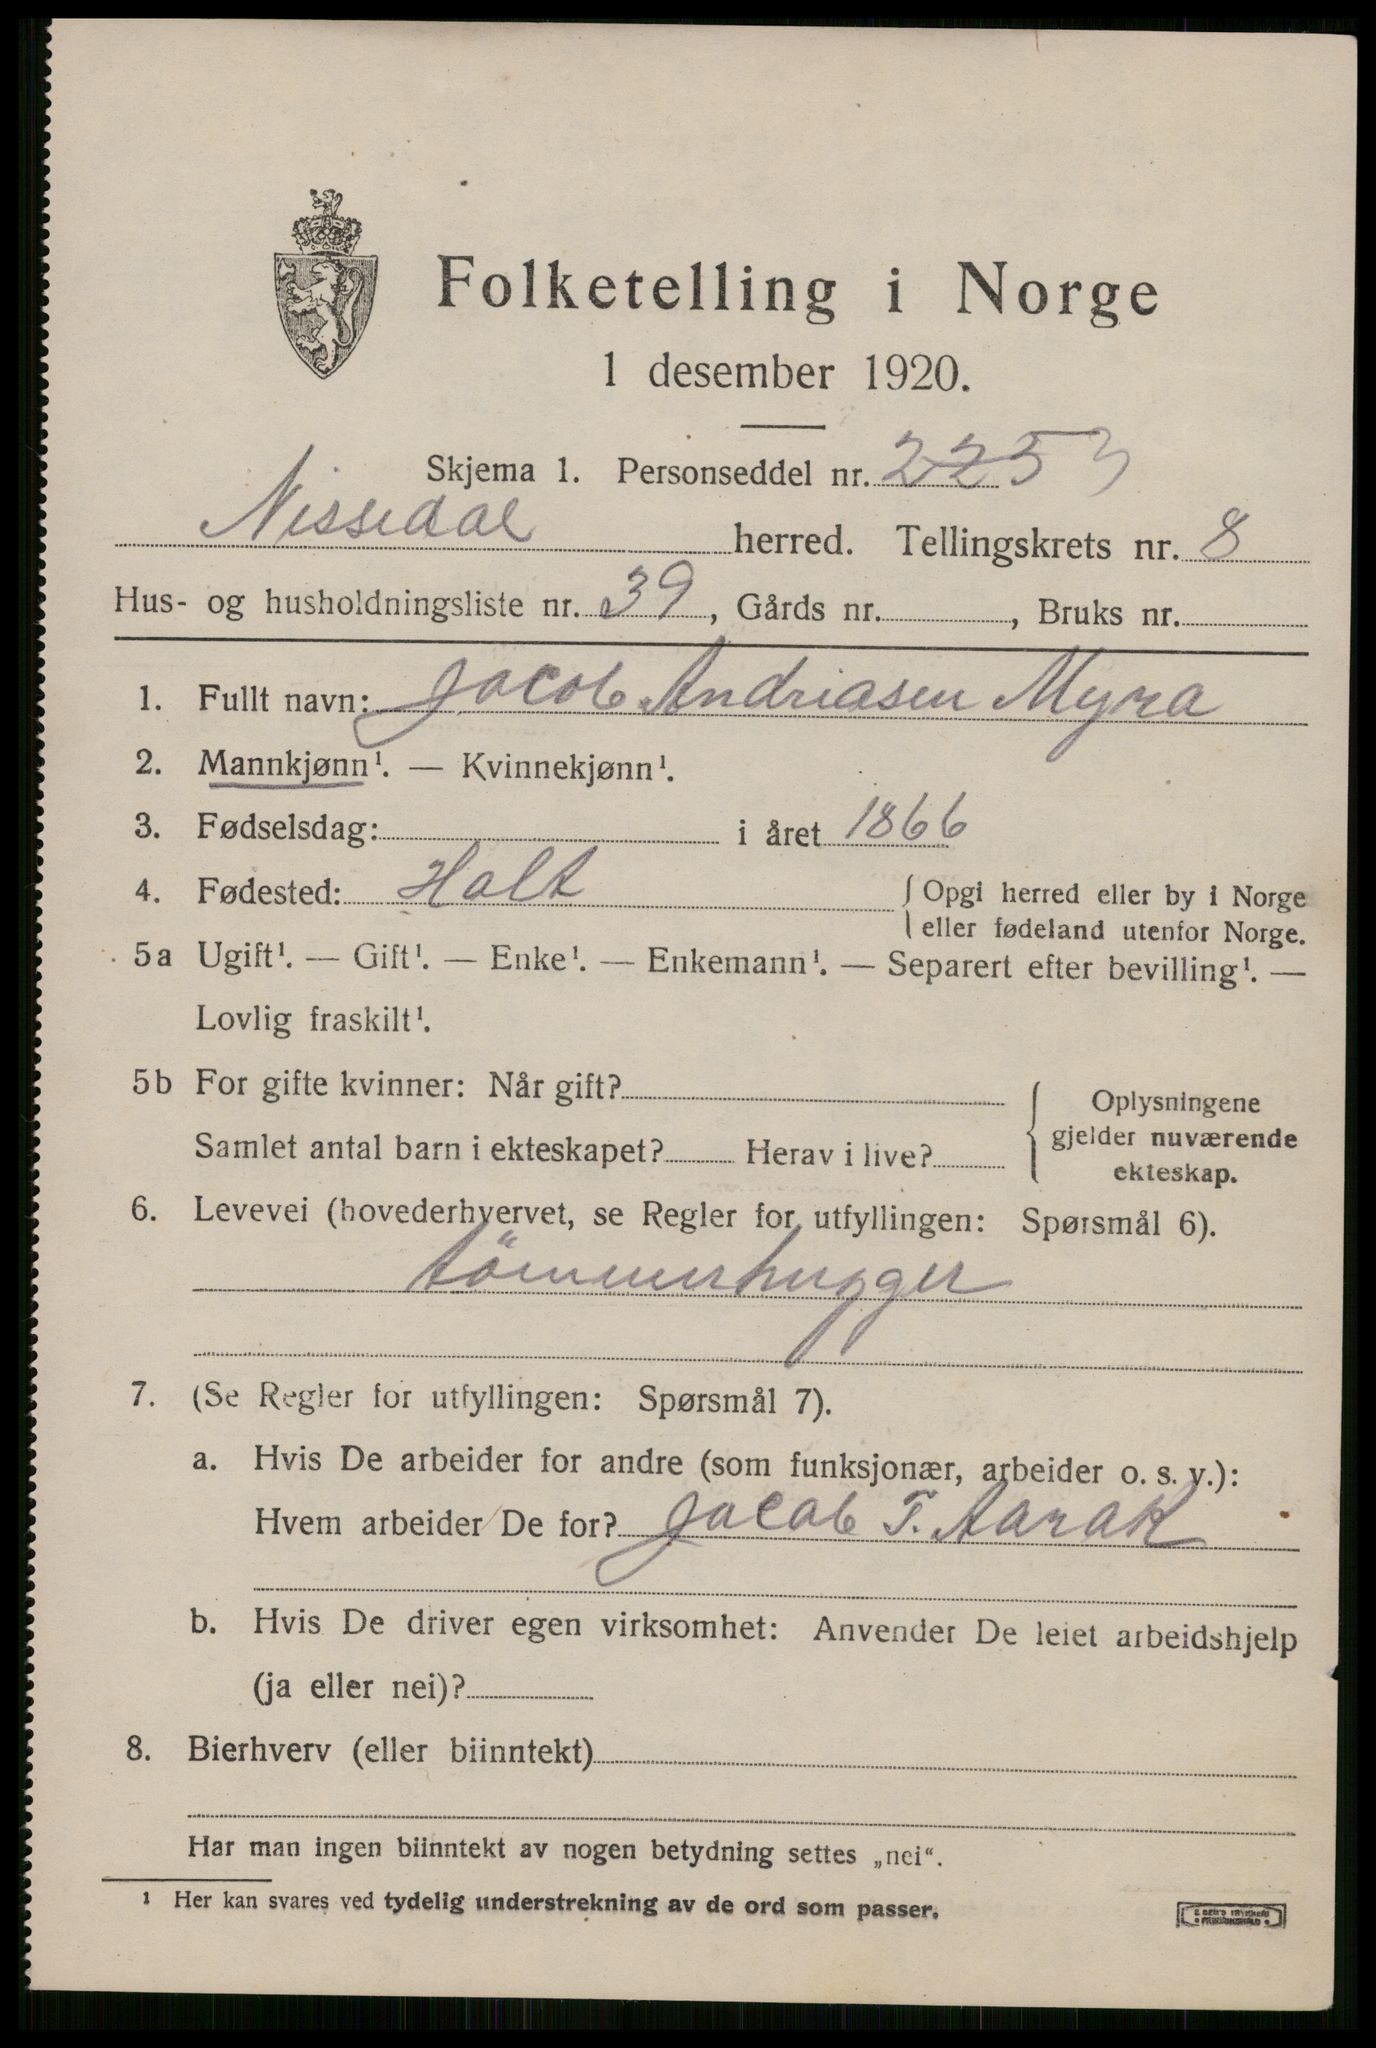 Folketelling i Norge
1 desember 1920.
Skjema 1. Personseddel nr. 2253
Nissedal herred. Tellingskrets nr. 8
Hus- og husholdningsliste nr. 39, Gårds nr. , Bruks nr.
1. Fullt navn: Jacob Andriasen Myra
2. Mannkjønn¹. — Kvinnekjønn¹.
3. Fødselsdag: i året 1866
4. Fødested: Holt { Opgi herred eller by i Norge
eller fødeland utenfor Norge.
5a Ugift¹. — Gift¹. — Enke¹. — Enkemann¹. — Separert efter bevilling¹. —
Lovlig fraskilt¹.
5b For gifte kvinner: Når gift?
Samlet antal barn i ekteskapet? Herav i live?
Oplysningene
gjelder nuværende
ekteskap.
6. Levevei (hovederhvervet, se Regler for utfyllingen: Spørsmål 6).
tömmerhugger
7. (Se Regler for utfyllingen: Spørsmål 7).
a. Hvis De arbeider for andre (som funksjonær, arbeider o. s. v.):
Hvem arbeider De for? Jacob T. Aarak
b. Hvis De driver egen virksomhet: Anvender De leiet arbeidshjelp
(ja eller nei)?
8. Bierhverv (eller biinntekt)
Har man ingen biinntekt av nogen betydning settes „nei“.
¹ Her kan svares ved tydelig understrekning av de ord som passer.